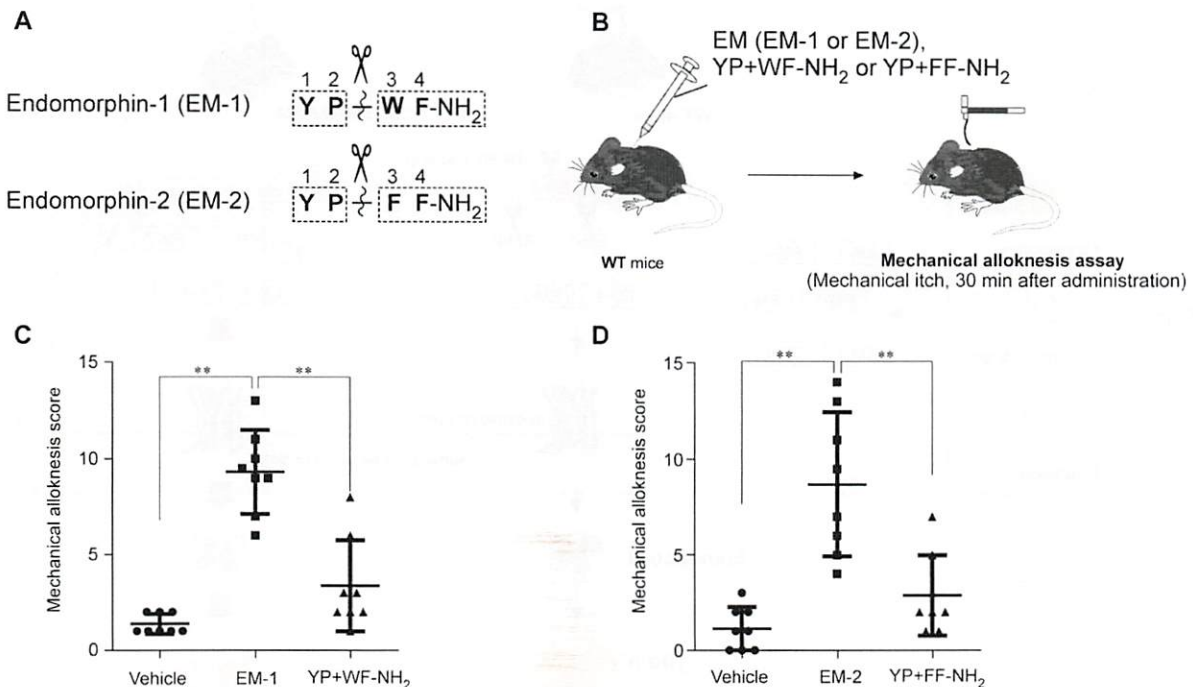 A
1 2 3 4
Endomorphin-1 (EM-1) Y P W F-NH₂
1 2 3 4
Endomorphin-2 (EM-2) Y P F F-NH₂
B
EM (EM-1 or EM-2),
YP+WF-NH₂ or YP+FF-NH₂
WT mice
Mechanical alloknesis assay
(Mechanical itch, 30 min after administration)
C
Mechanical alloknesis score
15
10
5
0
** **
Vehicle EM-1 YP+WF-NH₂
D
Mechanical alloknesis score
15
10
5
0
** **
Vehicle EM-2 YP+FF-NH₂